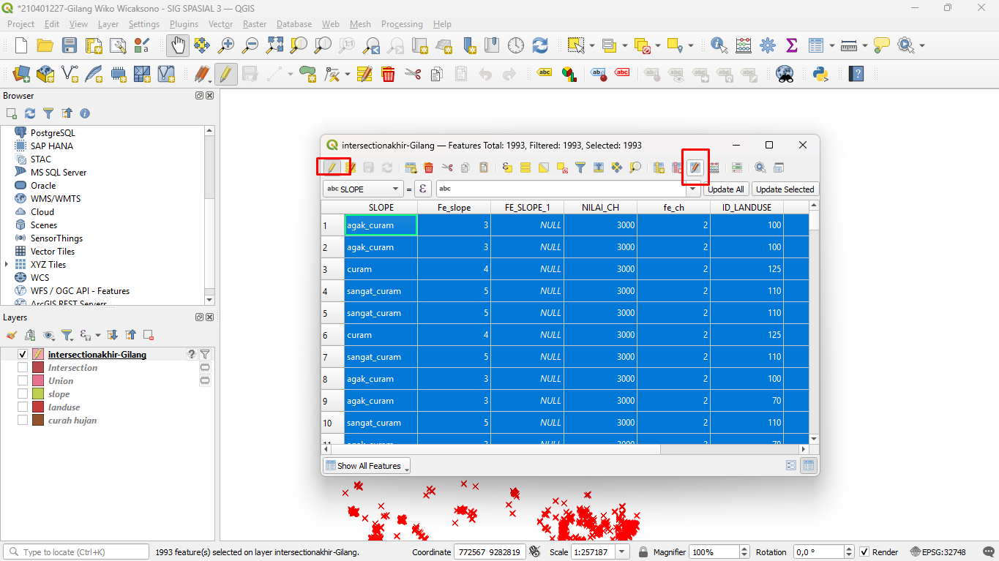 *210401227-Gilang Wiko Wicaksono - SIG SPASIAL 3 — QGIS
Project Edit View Layer Settings Plugins Vector Raster Database Web Mesh Processing Help
abc
Browser
PostgreSQL
SAP HANA
STAC
MS SQL Server
Oracle
WMS/WMTS
Cloud
Scenes
SensorThings
Vector Tiles
XYZ Tiles
WCS
WFS / OGC API - Features
ArcGIS REST Servers
Layers
intersectionakhir-Gilang
Intersection
Union
slope
landuse
curah hujan
intersectionakhir-Gilang — Features Total: 1993, Filtered: 1993, Selected: 1993
abc SLOPE = ε abc Update All Update Selected
SLOPE Fe_slope FE_SLOPE_1 NILAI_CH fe_ch ID_LANDUSE
1 agak_curam 3 NULL 3000 2 100
2 agak_curam 3 NULL 3000 2 100
3 curam 4 NULL 3000 2 125
4 sangat_curam 5 NULL 3000 2 110
5 sangat_curam 5 NULL 3000 2 110
6 curam 4 NULL 3000 2 125
7 sangat_curam 5 NULL 3000 2 110
8 agak_curam 3 NULL 3000 2 100
9 agak_curam 3 NULL 3000 2 70
10 sangat_curam 5 NULL 3000 2 110
11 agak_curam 3 NULL 3000 2 70
Show All Features
Type to locate (Ctrl+K) 1993 feature(s) selected on layer intersectionakhir-Gilang. Coordinate 772567 9282819 Scale 1:257187 Magnifier 100% Rotation 0,0 ° Render EPSG:32748